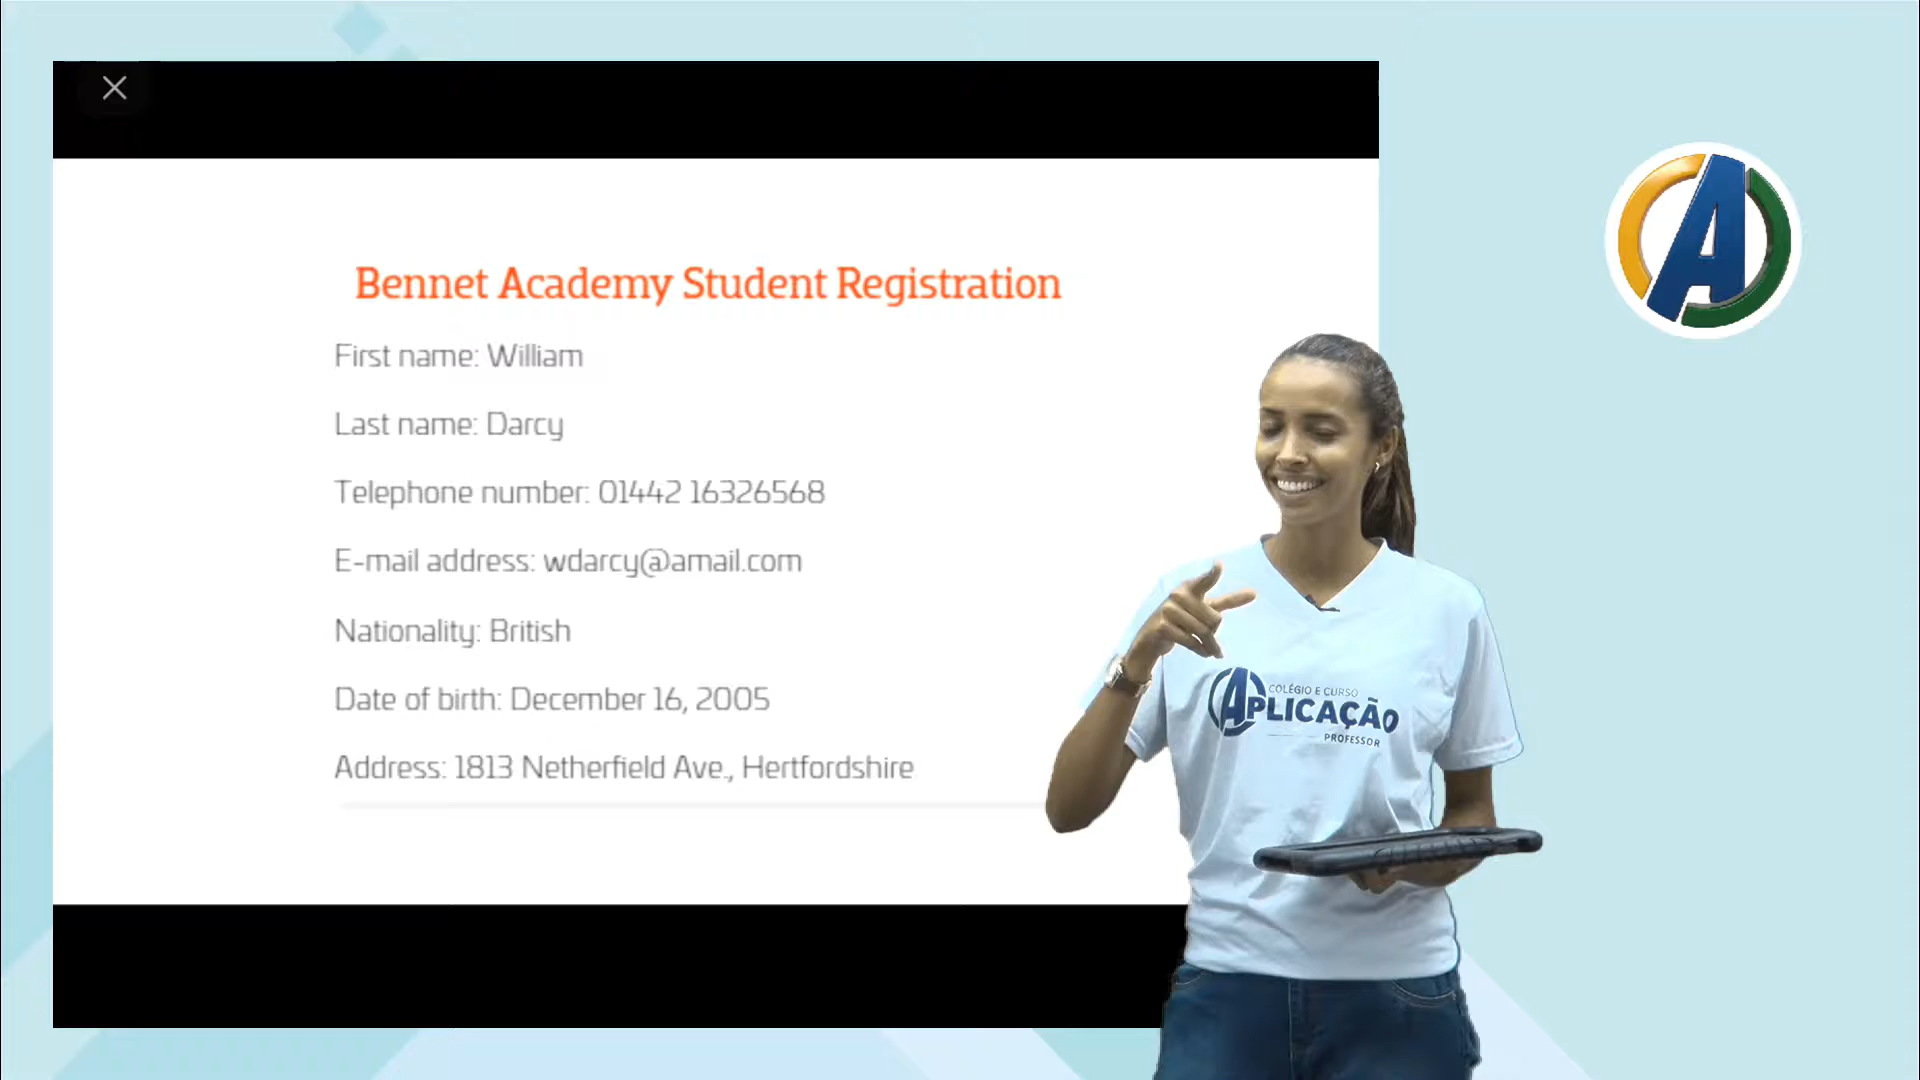 Bennet Academy Student Registration
First name: William
Last name: Darcy
Telephone number: 01442 16326568
E-mail address: wdarcy@amail.com
Nationality: British
Date of birth: December 16, 2005
Address: 1813 Netherfield Ave., Hertfordshire
A
COLÉGIO E CURSO
APLICAÇÃO
PROFESSOR